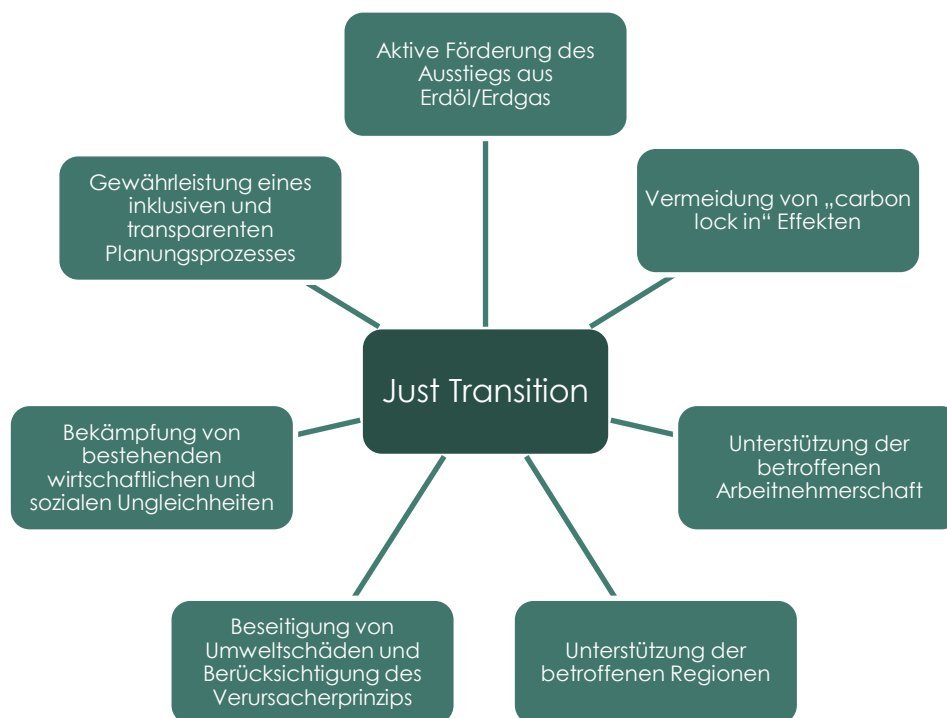 Aktive Förderung des
Ausstiegs aus
Erdöl/Erdgas
Gewährleistung eines
inklusiven und
transparenten
Planungsprozesses
Vermeidung von „carbon
lock in“ Effekten
Just Transition
Bekämpfung von
bestehenden
wirtschaftlichen und
sozialen Ungleichheiten
Unterstützung der
betroffenen
Arbeitnehmerschaft
Beseitigung von
Umweltschäden und
Berücksichtigung des
Verursacherprinzips
Unterstützung der
betroffenen Regionen